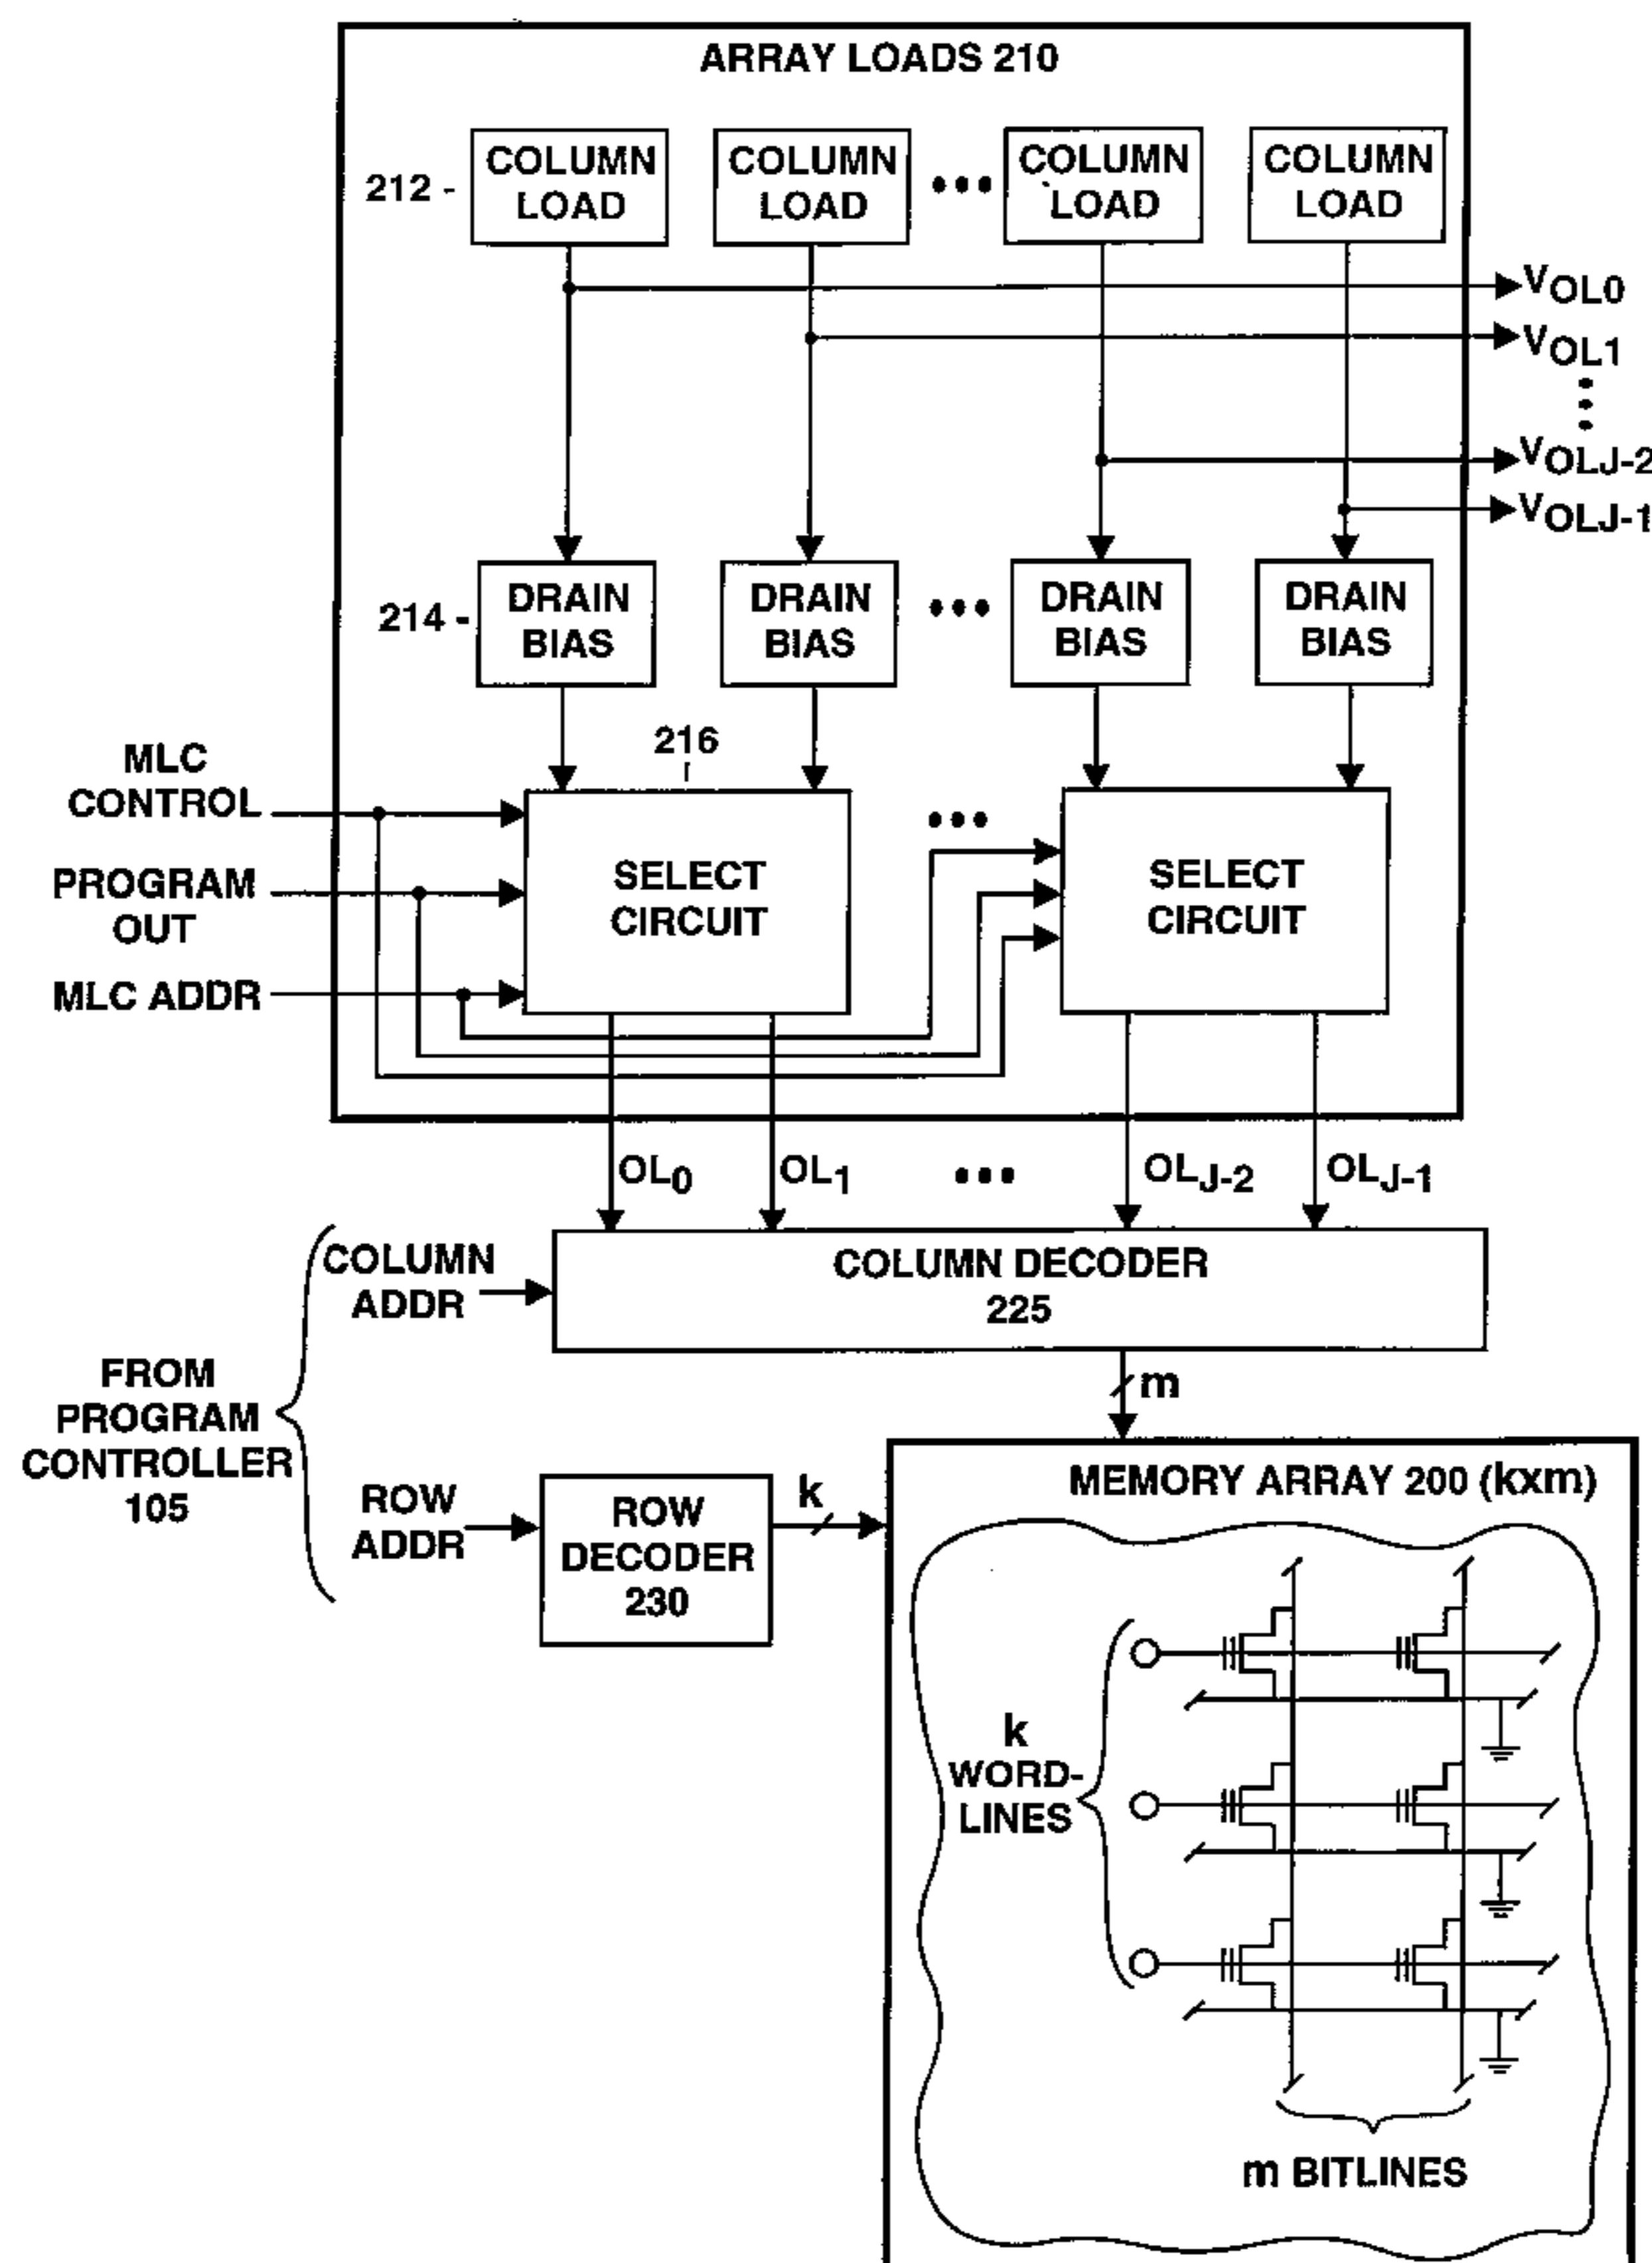 ARRAY LOADS 210
COLUMN LOAD
COLUMN LOAD
•••
COLUMN LOAD
COLUMN LOAD
212
VOL0
VOL1
VOLJ-2
VOLJ-1
DRAIN BIAS
DRAIN BIAS
•••
DRAIN BIAS
DRAIN BIAS
214
216
MLC CONTROL
PROGRAM OUT
MLC ADDR
SELECT CIRCUIT
•••
SELECT CIRCUIT
OL0
OL1
•••
OLJ-2
OLJ-1
COLUMN ADDR
COLUMN DECODER
225
FROM PROGRAM CONTROLLER 105
m
ROW ADDR
ROW DECODER 230
k
MEMORY ARRAY 200 (kxm)
k WORD-LINES
m BITLINES